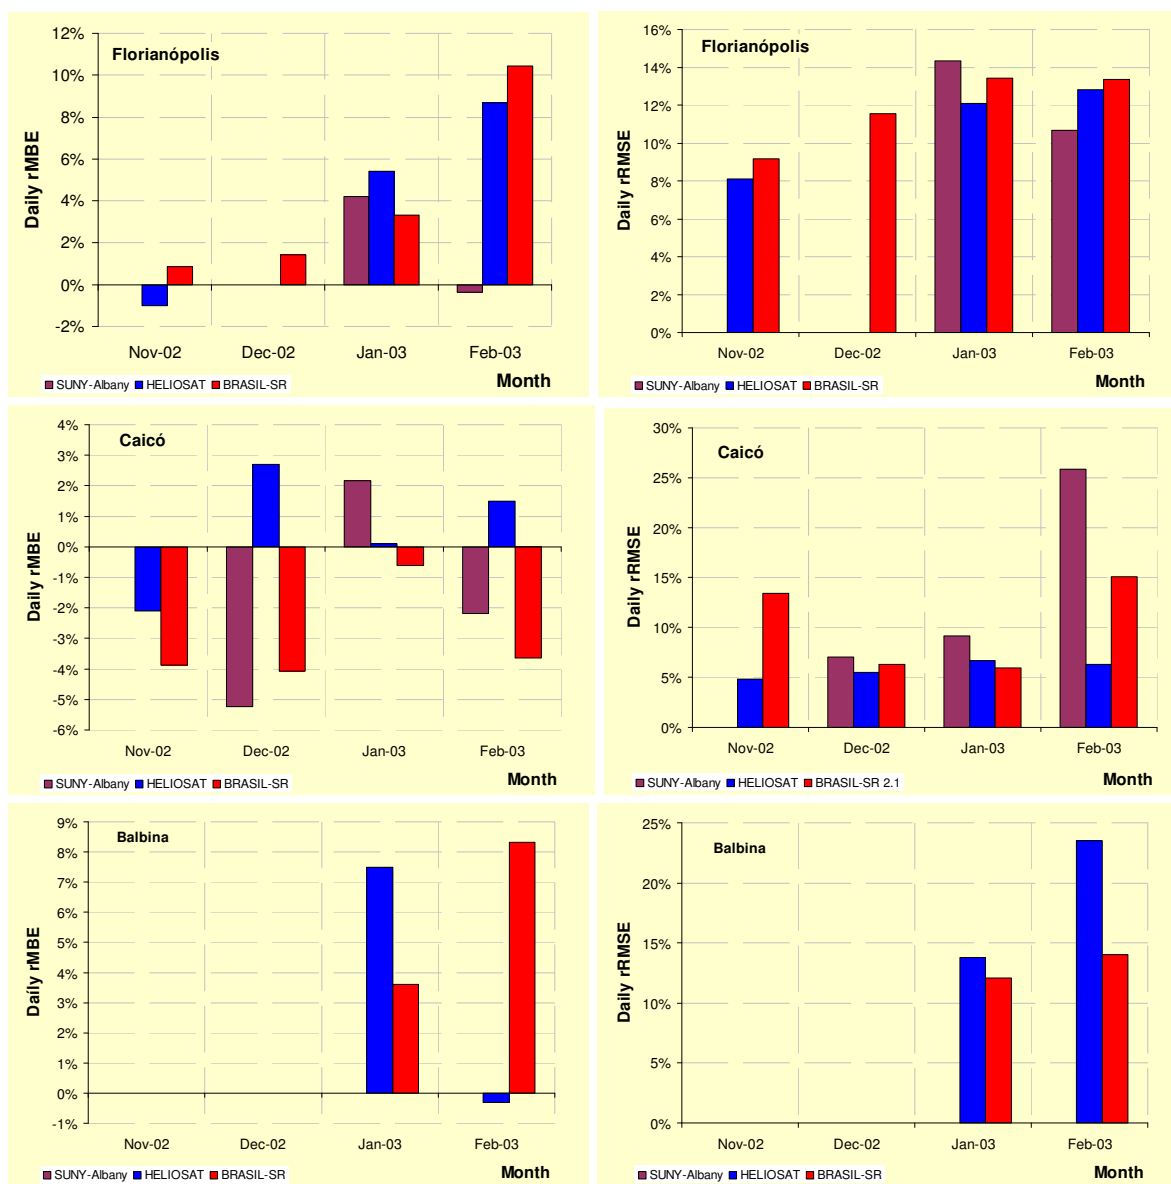 Florianópolis
Daily rMBE
12%
10%
8%
6%
4%
2%
0%
-2%
Nov-02 Dec-02 Jan-03 Feb-03
SUNY-Albany HELIOSAT BRASIL-SR
Month
Florianópolis
Daily rRMSE
16%
14%
12%
10%
8%
6%
4%
2%
0%
Nov-02 Dec-02 Jan-03 Feb-03
SUNY-Albany HELIOSAT BRASIL-SR
Month
Caicó
Daily rMBE
4%
3%
2%
1%
0%
-1%
-2%
-3%
-4%
-5%
-6%
Nov-02 Dec-02 Jan-03 Feb-03
SUNY-Albany HELIOSAT BRASIL-SR
Month
Caicó
Daily rRMSE
30%
25%
20%
15%
10%
5%
0%
Nov-02 Dec-02 Jan-03 Feb-03
SUNY-Albany HELIOSAT BRASIL-SR 2.1
Month
Balbina
Daily rMBE
9%
8%
7%
6%
5%
4%
3%
2%
1%
0%
-1%
Nov-02 Dec-02 Jan-03 Feb-03
SUNY-Albany HELIOSAT BRASIL-SR
Month
Balbina
Daily rRMSE
25%
20%
15%
10%
5%
0%
Nov-02 Dec-02 Jan-03 Feb-03
SUNY-Albany HELIOSAT BRASIL-SR
Month